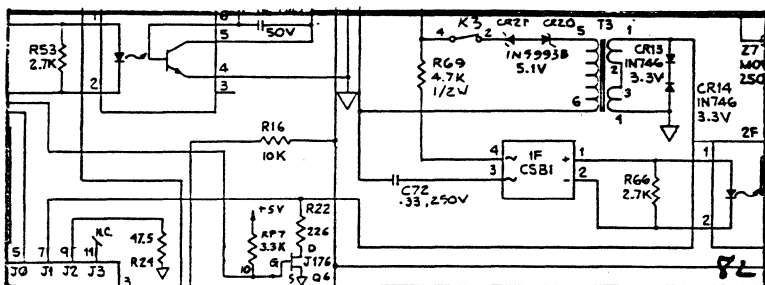 1
6
50V
5
R53
2.7K
4
2
3
K3
4
2
CR21
CR20
T3
5
1
1N5993B
5.1V
R69
4.7K
1/2W
2
3
6
4
CR13
1N746
3.3V
CR14
1N746
3.3V
Z7
MO
250
2F
R16
10K
4
1F
CSB1
+
1
3
-
2
C72
.33, 250V
R66
2.7K
1
2
+5V
R22
226
RP7
3.3K
10
D
G
J176
S
Q6
N.C.
5
7
9
11
J0
J1
J2
J3
47.5
R24
3